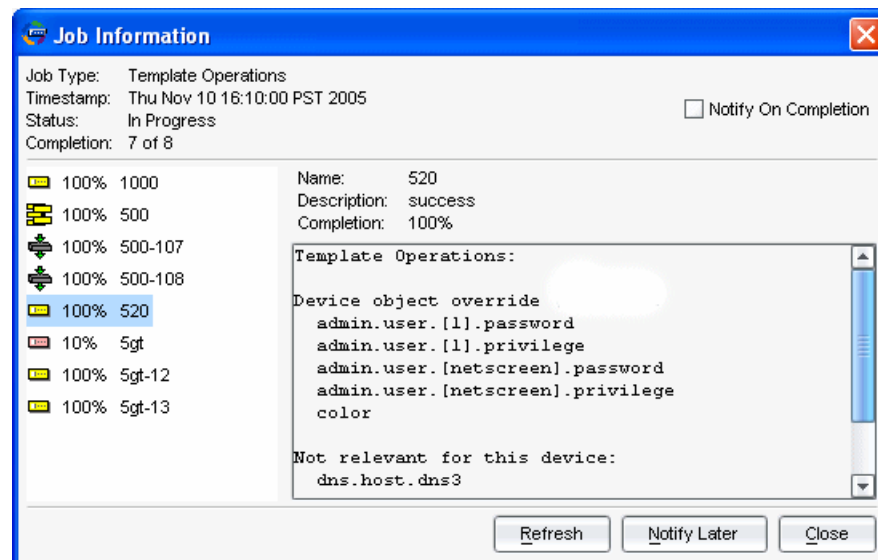 Job Information
Job Type: Template Operations
Timestamp: Thu Nov 10 16:10:00 PST 2005
Status: In Progress
Completion: 7 of 8
Notify On Completion
100% 1000
100% 500
100% 500-107
100% 500-108
100% 520
10% 5gt
100% 5gt-12
100% 5gt-13
Name: 520
Description: success
Completion: 100%
Template Operations:
Device object override
admin.user.[1].password
admin.user.[1].privilege
admin.user.[netscreen].password
admin.user.[netscreen].privilege
color
Not relevant for this device:
dns.host.dns3
Refresh
Notify Later
Close